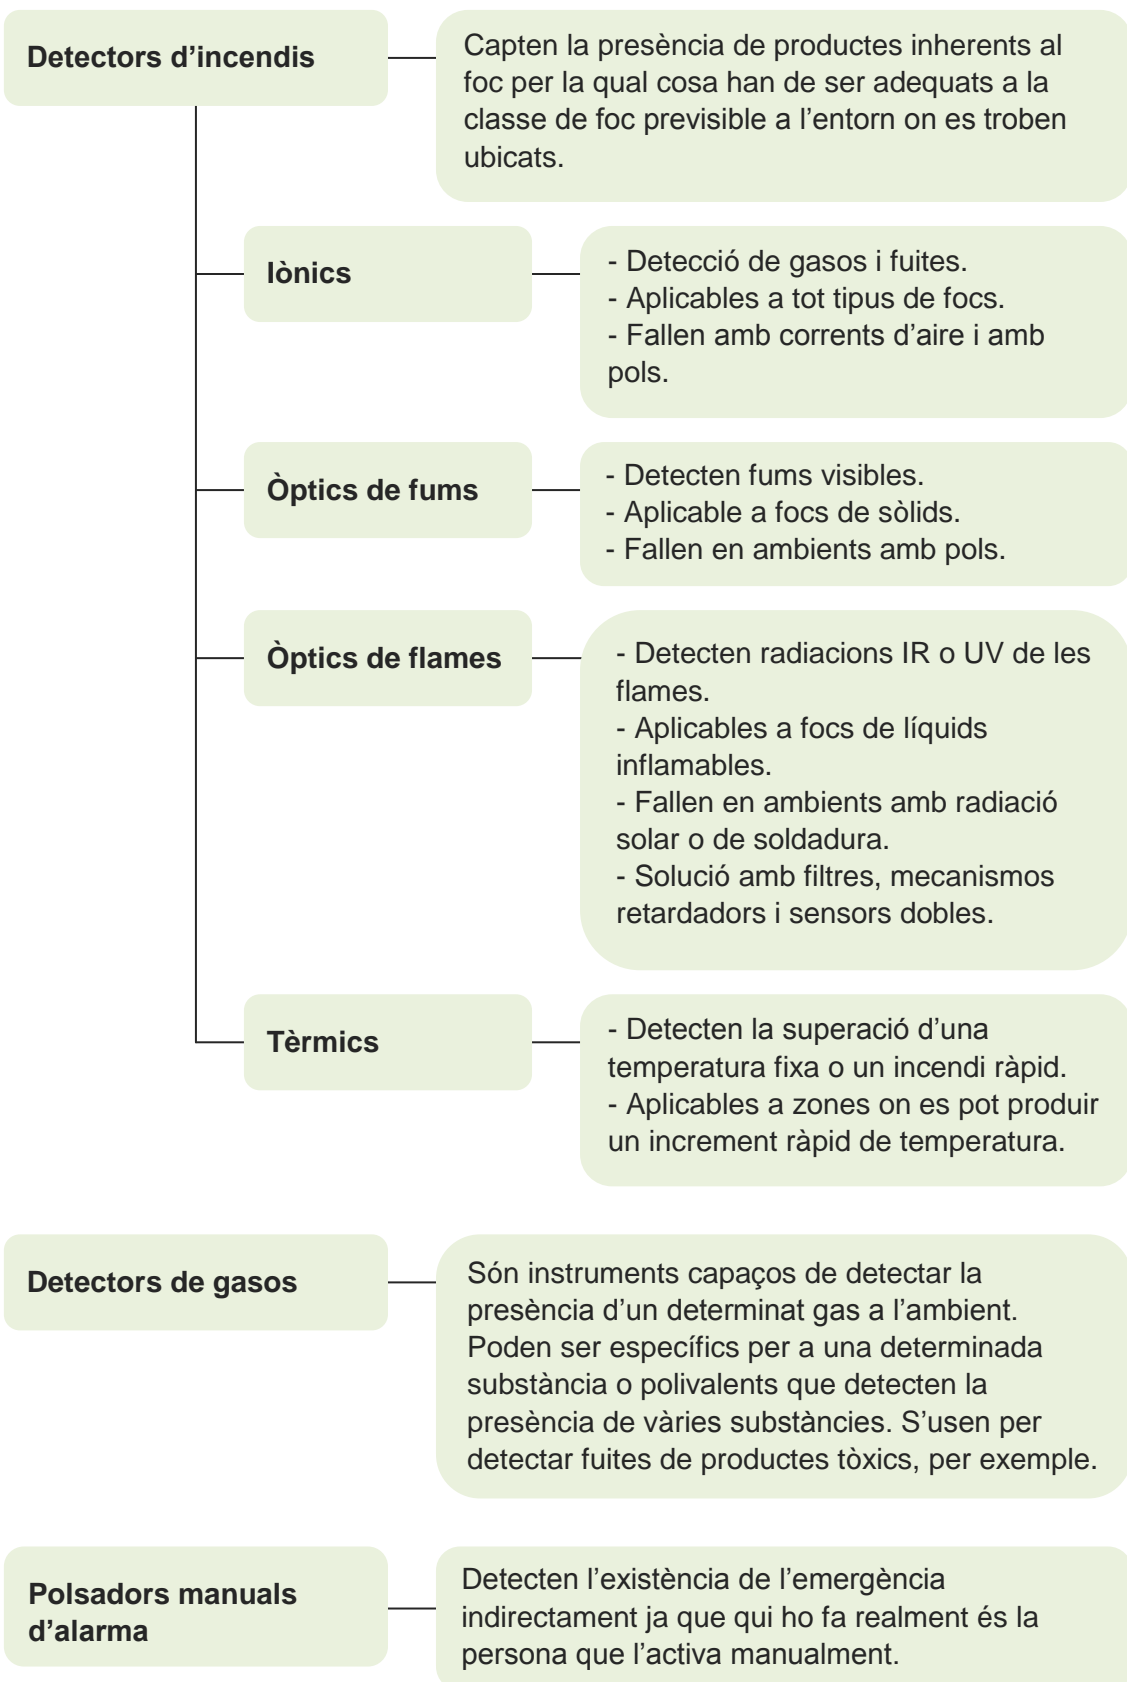 Detectors d’incendis
Capten la presència de productes inherents al
foc per la qual cosa han de ser adequats a la
classe de foc previsible a l’entorn on es troben
ubicats.
Iònics
- Detecció de gasos i fuites.
- Aplicables a tot tipus de focs.
- Fallen amb corrents d’aire i amb
pols.
Òptics de fums
- Detecten fums visibles.
- Aplicable a focs de sòlids.
- Fallen en ambients amb pols.
Òptics de flames
- Detecten radiacions IR o UV de les
flames.
- Aplicables a focs de líquids
inflamables.
- Fallen en ambients amb radiació
solar o de soldadura.
- Solució amb filtres, mecanismos
retardadors i sensors dobles.
Tèrmics
- Detecten la superació d’una
temperatura fixa o un incendi ràpid.
- Aplicables a zones on es pot produir
un increment ràpid de temperatura.
Detectors de gasos
Són instruments capaços de detectar la
presència d’un determinat gas a l’ambient.
Poden ser específics per a una determinada
substància o polivalents que detecten la
presència de vàries substàncies. S’usen per
detectar fuites de productes tòxics, per exemple.
Polsadors manuals
d’alarma
Detecten l’existència de l’emergència
indirectament ja que qui ho fa realment és la
persona que l’activa manualment.